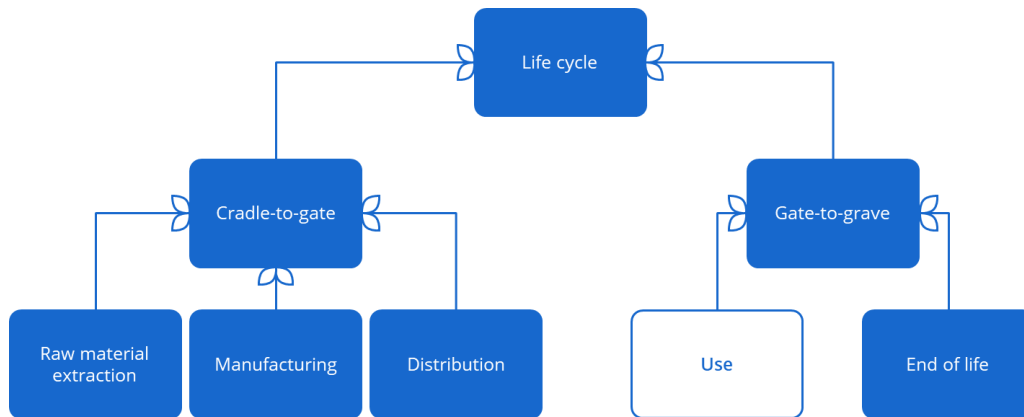 Life cycle
Cradle-to-gate
Gate-to-grave
Raw material
extraction
Manufacturing
Distribution
Use
End of life